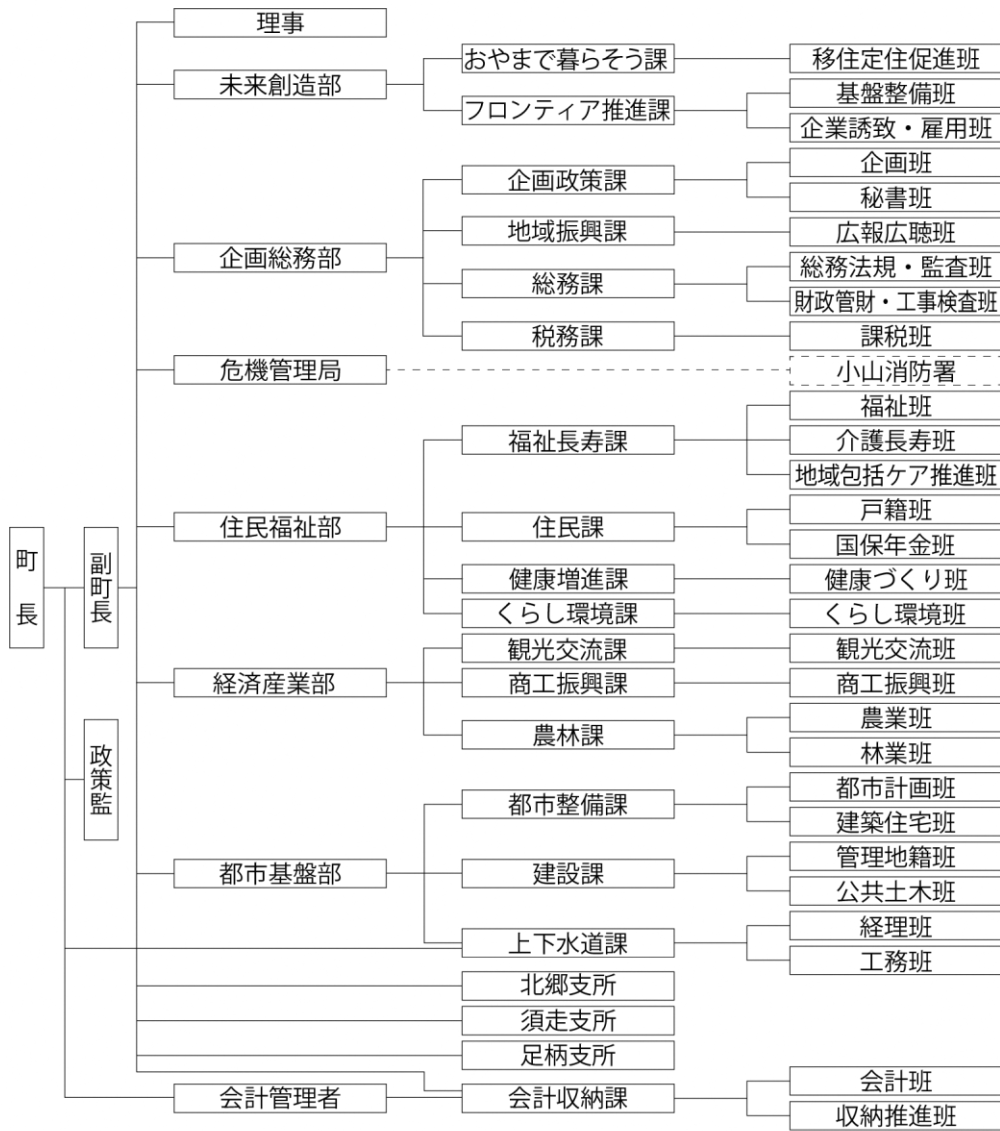 町長
副町長
政策監
理事
未来創造部
おやまで暮らそう課
移住定住促進班
フロンティア推進課
基盤整備班
企業誘致・雇用班
企画総務部
企画政策課
企画班
秘書班
地域振興課
広報広聴班
総務課
総務法規・監査班
財政管財・工事検査班
税務課
課税班
危機管理局
小山消防署
住民福祉部
福祉長寿課
福祉班
介護長寿班
地域包括ケア推進班
住民課
戸籍班
国保年金班
健康増進課
健康づくり班
くらし環境課
くらし環境班
経済産業部
観光交流課
観光交流班
商工振興課
商工振興班
農林課
農業班
林業班
都市基盤部
都市整備課
都市計画班
建築住宅班
建設課
管理地籍班
公共土木班
上下水道課
経理班
工務班
北郷支所
須走支所
足柄支所
会計管理者
会計収納課
会計班
収納推進班